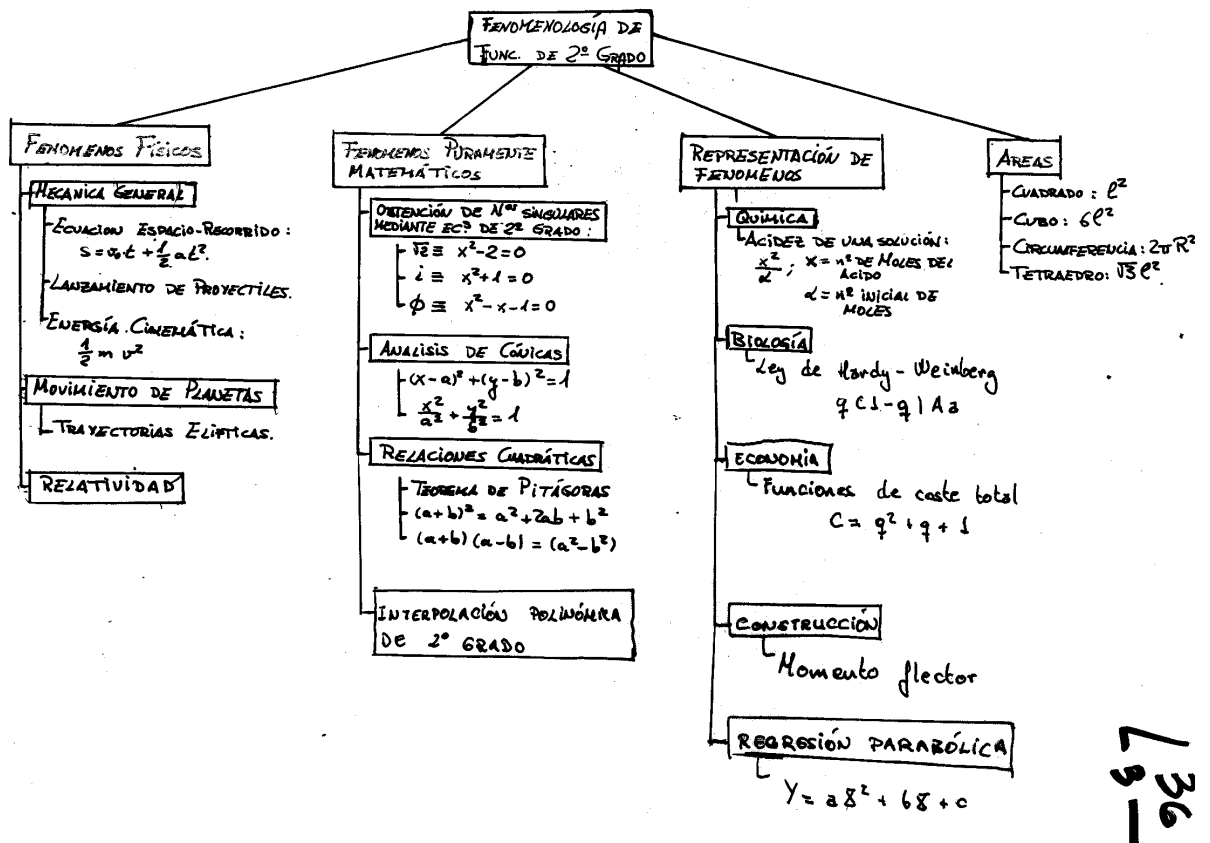 FENOMENOLOGÍA DE
FUNC. DE 2º GRADO
FENOMENOS FÍSICOS
MECANICA GENERAL
ECUACION ESPACIO-RECORRIDO:
S = v₀t + 1/2 at².
LANZAMIENTO DE PROYECTILES.
ENERGÍA CINEMÁTICA:
1/2 m v²
MOVIMIENTO DE PLANETAS
TRAYECTORIAS ELIPTICAS.
RELATIVIDAD
FENOMENOS PURAMENTE
MATEMÁTICOS
OBTENCIÓN DE Nºs SINGULARES
MEDIANTE ECº DE 2º GRADO:
√2 ≡ x²-2=0
i ≡ x²+1=0
φ ≡ x²-x-1=0
ANALISIS DE CÓNICAS
(x-a)²+(y-b)²=1
x²/a² + y²/b² = 1
RELACIONES CUADRÁTICAS
TEOREMA DE PITÁGORAS
(a+b)² = a²+2ab+b²
(a+b)(a-b) = (a²-b²)
INTERPOLACIÓN POLINÓMICA
DE 2º GRADO
REPRESENTACIÓN DE
FENOMENOS
QUIMICA
ACIDEZ DE UNA SOLUCIÓN:
x²/α ; x = nº DE MOLES DEL
ACIDO
α = nº INICIAL DE
MOLES
BIOLOGÍA
Ley de Hardy-Weinberg
q(1-q) Aa
ECONOMIA
Funciones de coste total
C = q²+q+1
CONSTRUCCIÓN
Momento flector
REGRESIÓN PARABÓLICA
Y = a8² + b8 + c
AREAS
CUADRADO: l²
CUBO: 6l²
CIRCUNFERENCIA: 2πR²
TETRAEDRO: √3 l²
36
L3-